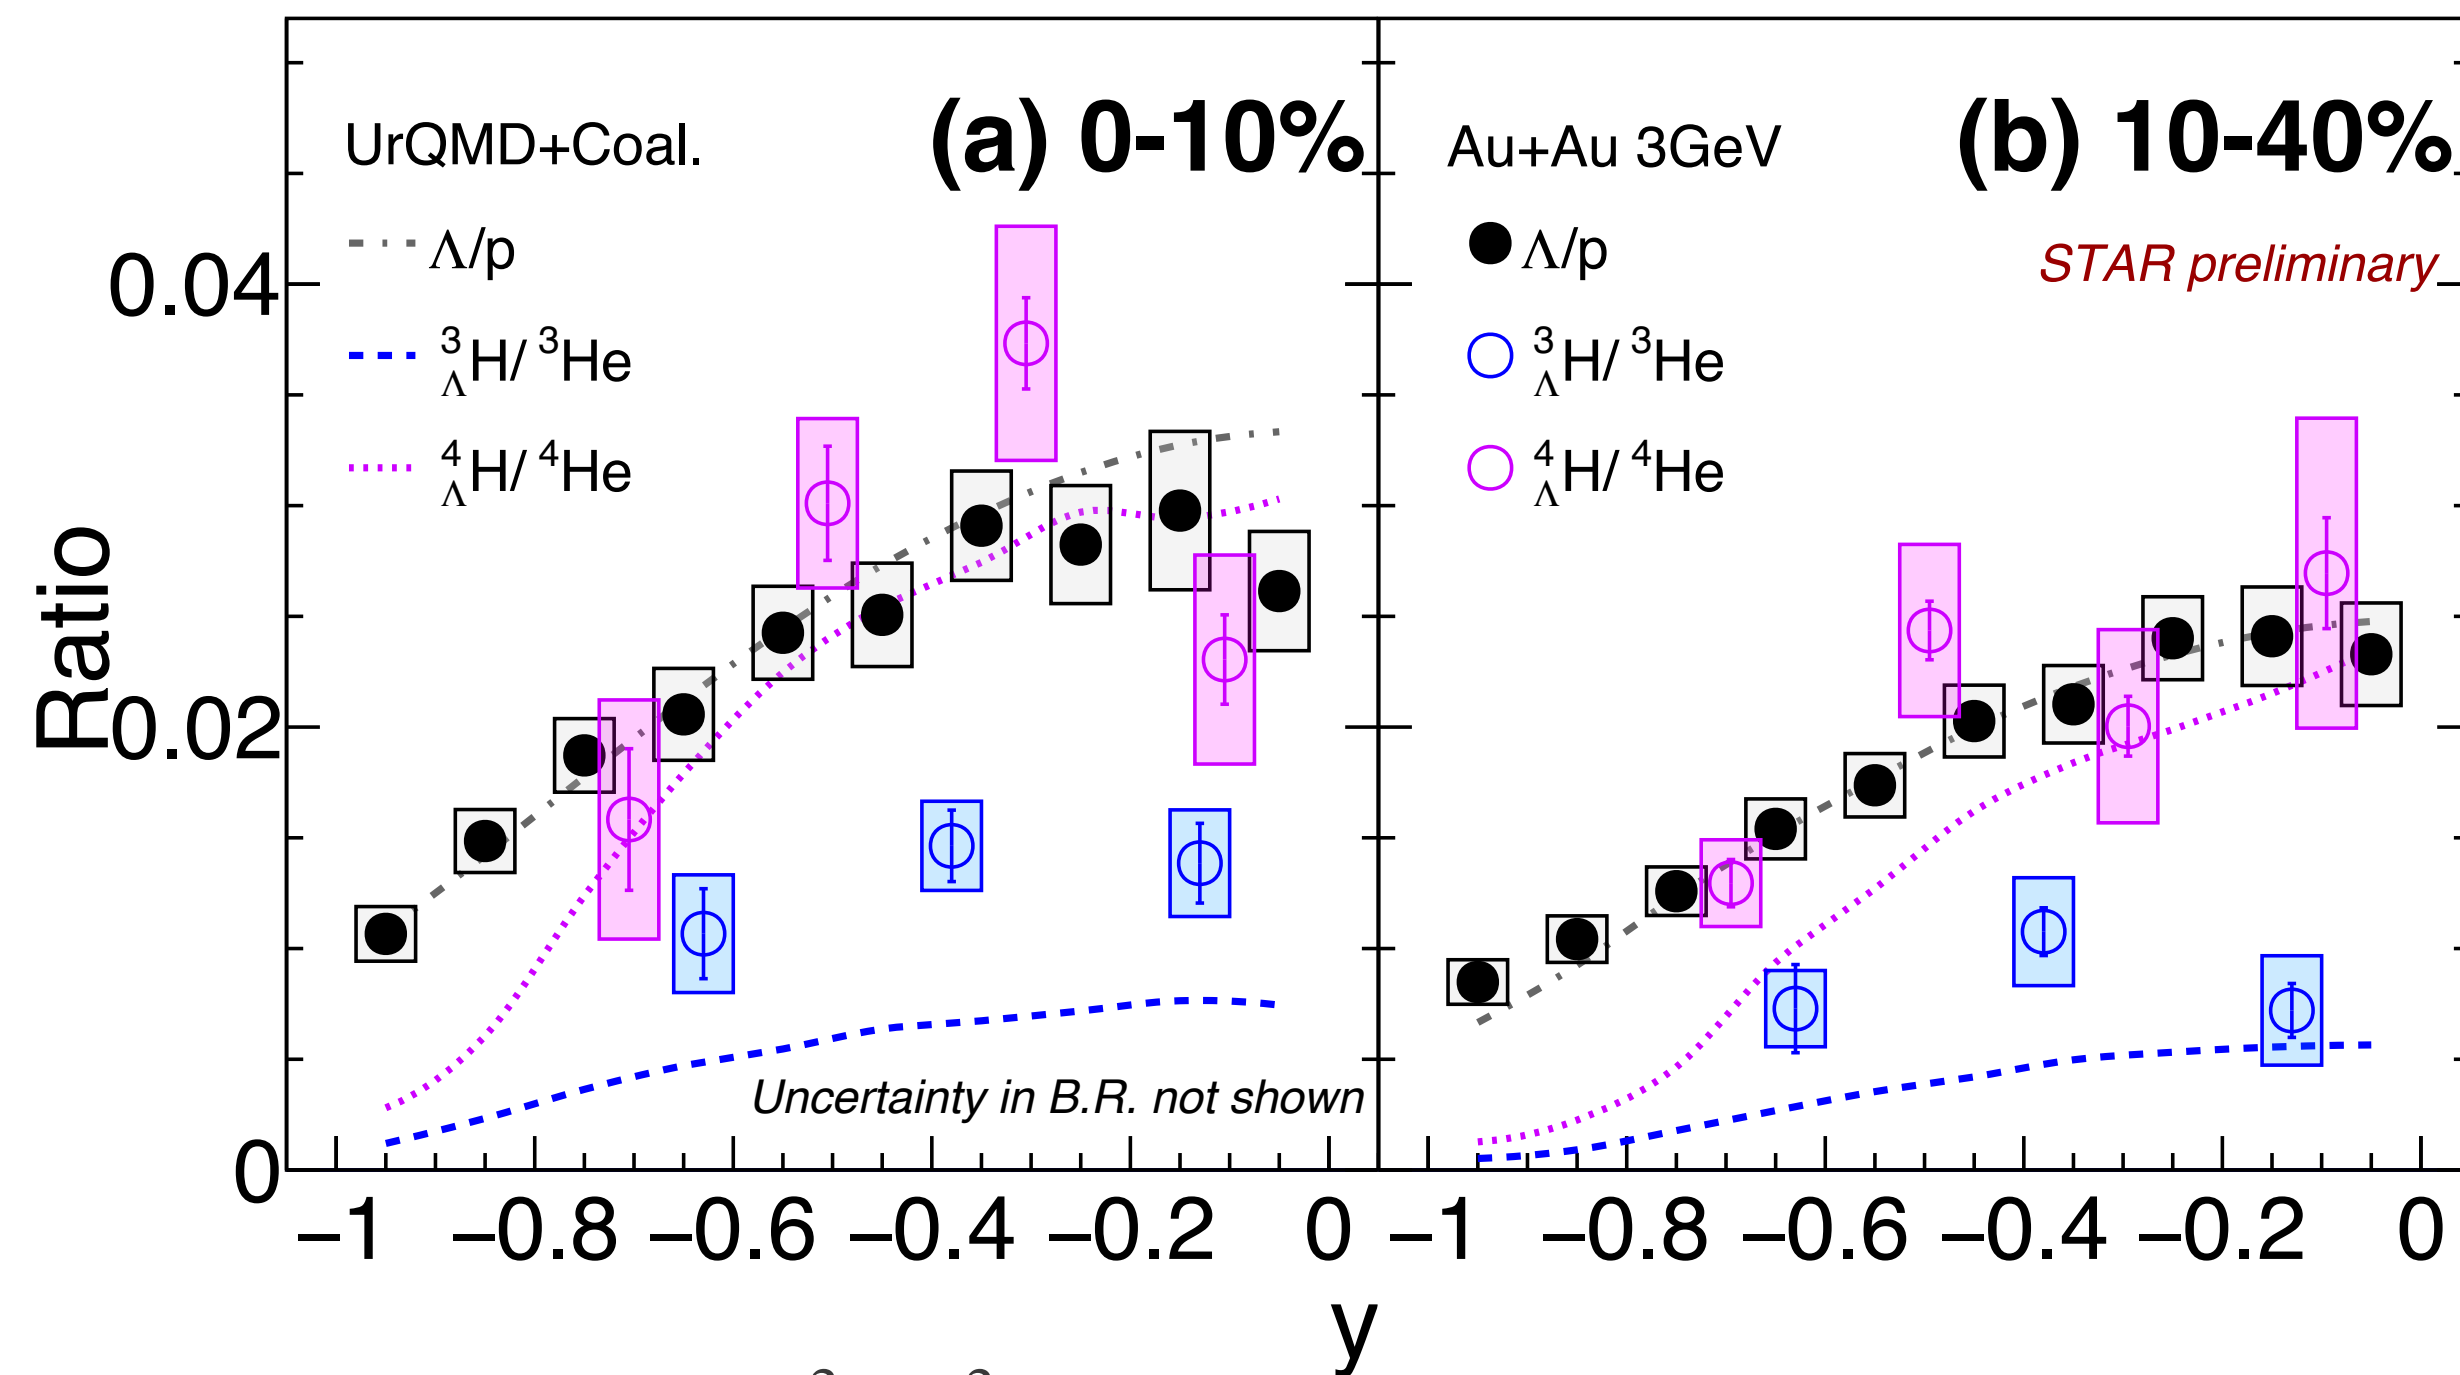 UrQMD+Coal.
(a) 0-10%
Λ/p
³ΛH/ ³He
⁴ΛH/ ⁴He
Uncertainty in B.R. not shown
Au+Au 3GeV
(b) 10-40%
STAR preliminary
Λ/p
³ΛH/ ³He
⁴ΛH/ ⁴He
Ratio
0.04
0.02
0
−1 −0.8 −0.6 −0.4 −0.2 0
−1 −0.8 −0.6 −0.4 −0.2 0
y